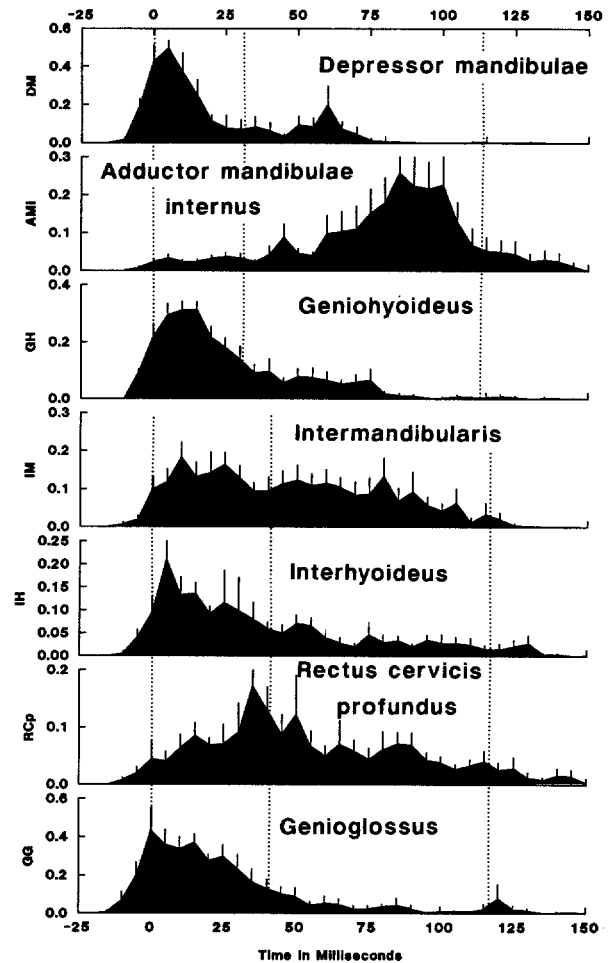 -25 0 25 50 75 100 125 150
0.6
0.4
0.2
0.0
DM
Depressor mandibulae
0.3
0.2
0.1
0.0
AMI
Adductor mandibulae
internus
0.4
0.2
0.0
GH
Geniohyoideus
0.3
0.2
0.1
0.0
IM
Intermandibularis
0.25
0.20
0.15
0.10
0.05
0.00
IH
Interhyoideus
0.2
0.1
0.0
RCp
Rectus cervicis
profundus
0.6
0.4
0.2
0.0
GG
Genioglossus
-25 0 25 50 75 100 125 150
Time in Milliseconds